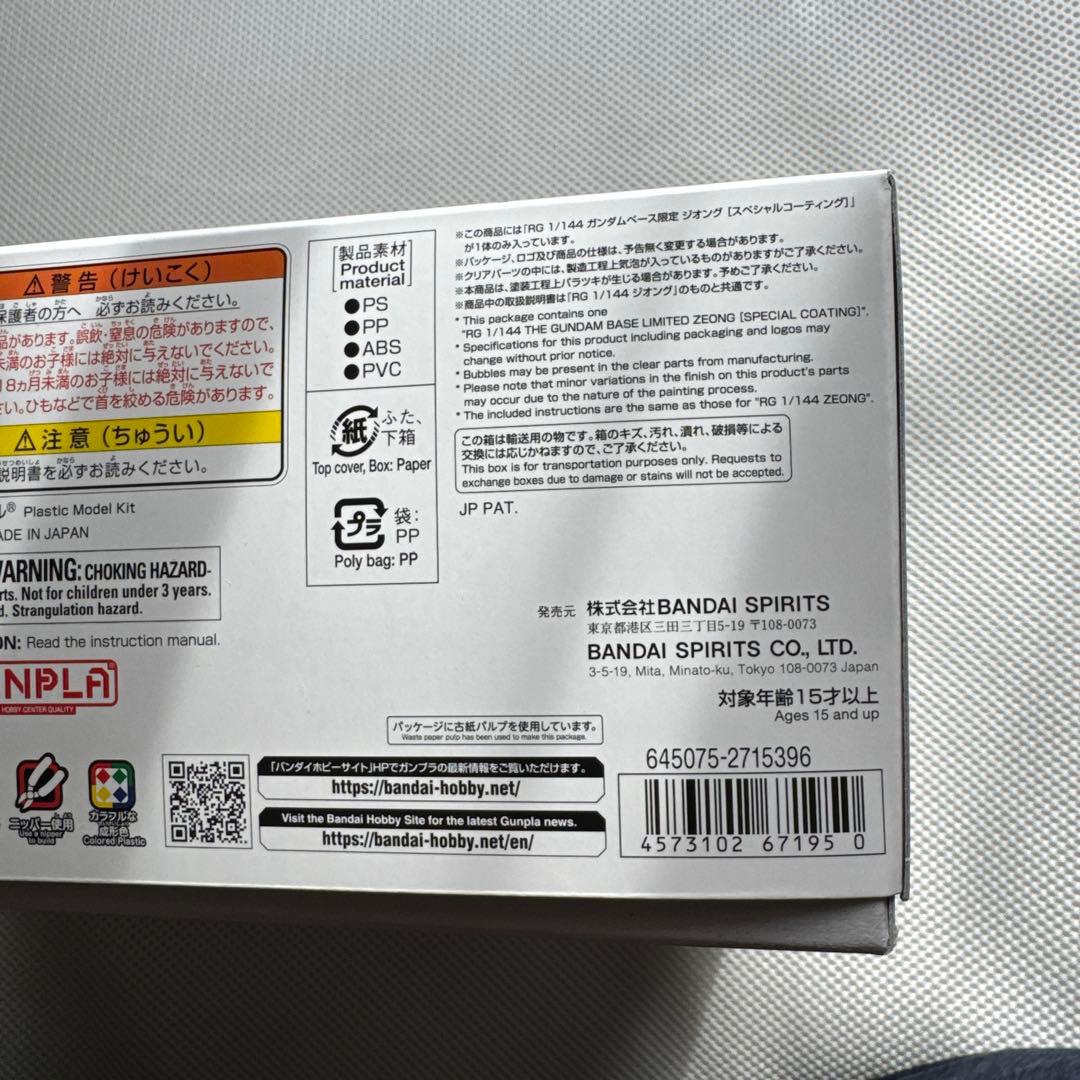 警告（けいこく）
保護者の方へ 必ずお読みください。
品があります。誤飲・窒息の危険がありますので、
未満のお子様には絶対に与えないでください。
18ヵ月未満のお子様には絶対に与えないで
さい。ひもなどで首を絞める危険があります。
注意（ちゅうい）
説明書を必ずお読みください。
® Plastic Model Kit
ADE IN JAPAN
WARNING: CHOKING HAZARD-
rts. Not for children under 3 years.
d. Strangulation hazard.
ON: Read the instruction manual.
NPLA
HOBBY CENTER QUALITY
ニッパー使用
Use a nipper
to build
カラフルな
成形色
Colored Plastic
[製品素材]
Product
material
●PS
●PP
●ABS
●PVC
紙 ふた、
下箱
Top cover, Box: Paper
プラ 袋:
PP
Poly bag: PP
※この商品には「RG 1/144 ガンダムベース限定 ジオング [スペシャルコーティング]」
が1体のみ入っています。
※パッケージ、ロゴ及び商品の仕様は、予告無く変更する場合があります。
※クリアパーツの中には、製造工程上気泡が入っているものがありますがご了承ください。
※本商品は、塗装工程上バラツキが生じる場合があります。予めご了承ください。
※商品中の取扱説明書は「RG 1/144 ジオング」のものと共通です。
* This package contains one
"RG 1/144 THE GUNDAM BASE LIMITED ZEONG [SPECIAL COATING]".
* Specifications for this product including packaging and logos may
change without prior notice.
* Bubbles may be present in the clear parts from manufacturing.
* Please note that minor variations in the finish on this product's parts
may occur due to the nature of the painting process.
* The included instructions are the same as those for "RG 1/144 ZEONG".
この箱は輸送用の物です。箱のキズ、汚れ、潰れ、破損等による
交換には応じかねますので、ご了承ください。
This box is for transportation purposes only. Requests to
exchange boxes due to damage or stains will not be accepted.
JP PAT.
発売元 株式会社BANDAI SPIRITS
東京都港区三田三丁目5-19 〒108-0073
BANDAI SPIRITS CO., LTD.
3-5-19, Mita, Minato-ku, Tokyo 108-0073 Japan
対象年齢15才以上
Ages 15 and up
パッケージに古紙パルプを使用しています。
Waste paper pulp has been used to make this package.
「バンダイホビーサイト」HPでガンプラの最新情報をご覧いただけます。
https://bandai-hobby.net/
Visit the Bandai Hobby Site for the latest Gunpla news.
https://bandai-hobby.net/en/
645075-2715396
4573102 67195 0